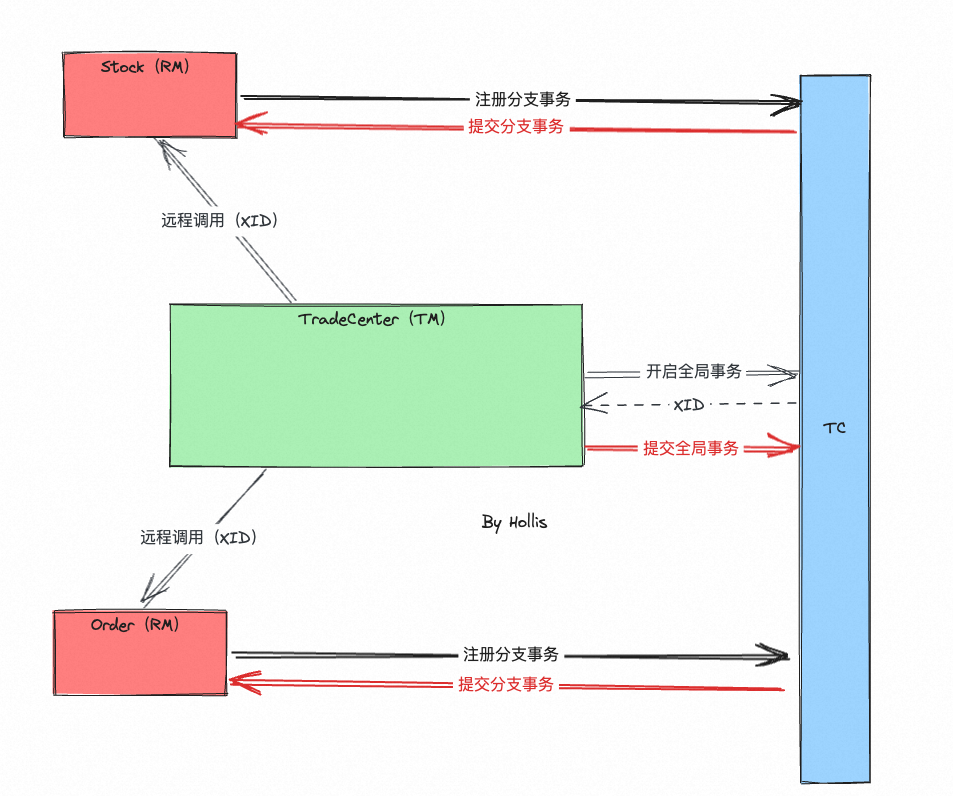 Stock (RM)
注册分支事务
提交分支事务
远程调用（XID）
TradeCenter (TM)
开启全局事务
XID
TC
提交全局事务
By Hollis
远程调用（XID）
Order (RM)
注册分支事务
提交分支事务